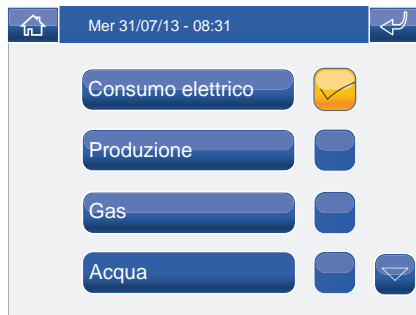 Mer 31/07/13 - 08:31
Consumo elettrico
Produzione
Gas
Acqua